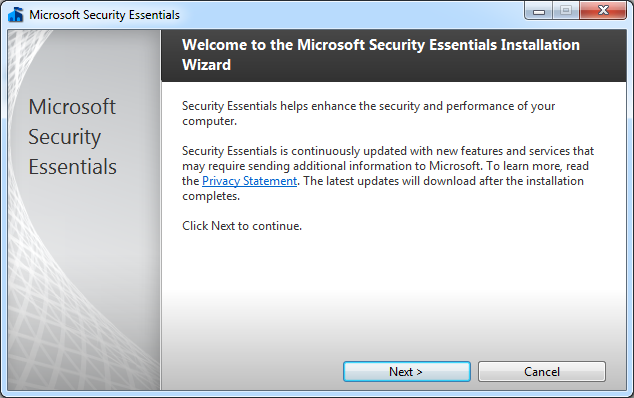 Microsoft Security Essentials
Welcome to the Microsoft Security Essentials Installation
Wizard
Microsoft
Security
Essentials
Security Essentials helps enhance the security and performance of your
computer.
Security Essentials is continuously updated with new features and services that
may require sending additional information to Microsoft. To learn more, read
the Privacy Statement. The latest updates will download after the installation
completes.
Click Next to continue.
Next >
Cancel